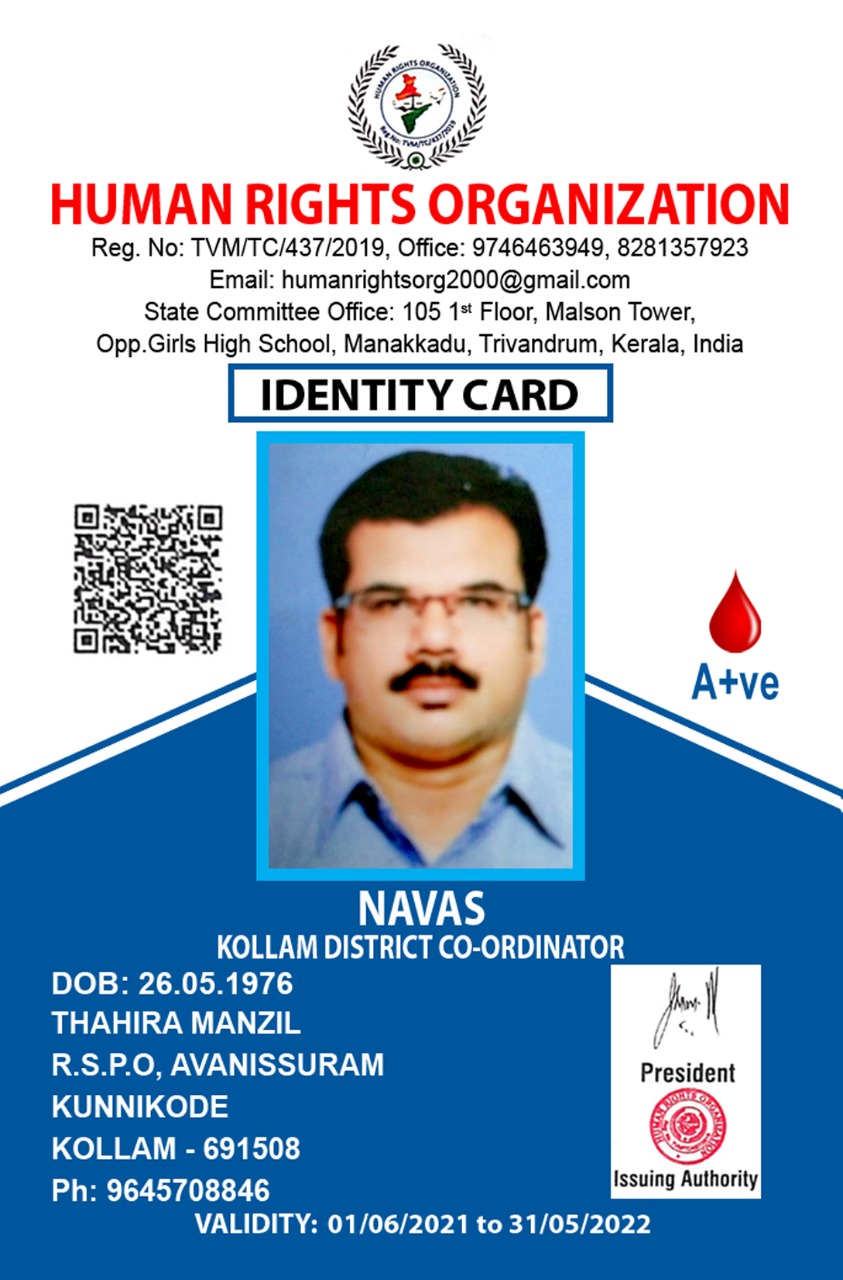 HUMAN RIGHTS ORGANIZATION
Reg No: TVM/TC/437/2019
HUMAN RIGHTS ORGANIZATION
Reg. No: TVM/TC/437/2019, Office: 9746463949, 8281357923
Email: humanrightsorg2000@gmail.com
State Committee Office: 105 1st Floor, Malson Tower,
Opp.Girls High School, Manakkadu, Trivandrum, Kerala, India
IDENTITY CARD
A+ve
NAVAS
KOLLAM DISTRICT CO-ORDINATOR
DOB: 26.05.1976
THAHIRA MANZIL
R.S.P.O, AVANISSURAM
KUNNIKODE
KOLLAM - 691508
Ph: 9645708846
President
HUMAN RIGHTS ORGANIZATION
Issuing Authority
VALIDITY: 01/06/2021 to 31/05/2022